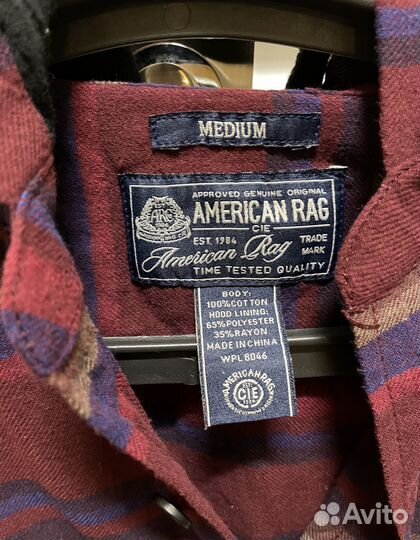 MEDIUM
APPROVED GENUINE ORIGINAL
ARC
AMERICAN RAG
CIE
EST. 1984
TRADE
MARK
American Rag
TIME TESTED QUALITY
BODY:
100%COTTON
HOOD LINING:
65%POLYESTER
35%RAYON
MADE IN CHINA
WPL 8046
AMERICAN RAG
CIE
Avito